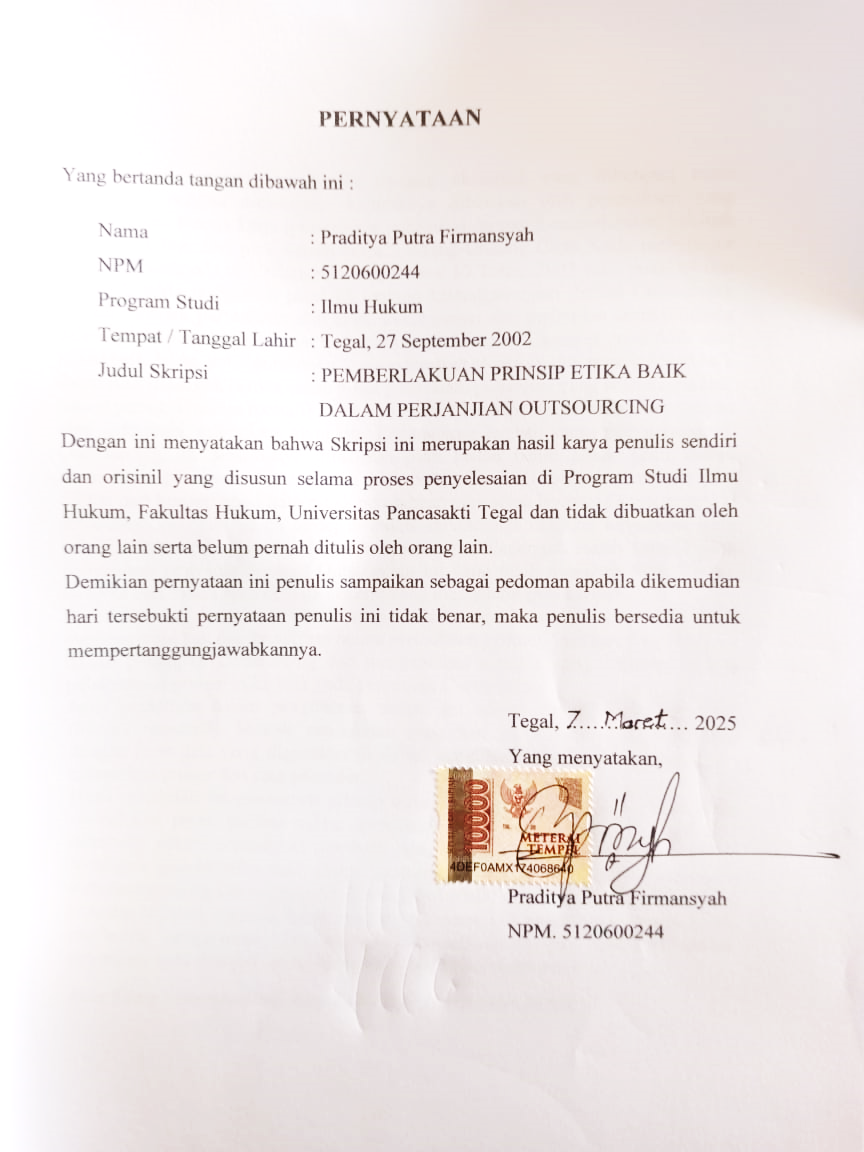 PERNYATAAN
Yang bertanda tangan dibawah ini :
Nama : Praditya Putra Firmansyah
NPM : 5120600244
Program Studi : Ilmu Hukum
Tempat / Tanggal Lahir : Tegal, 27 September 2002
Judul Skripsi : PEMBERLAKUAN PRINSIP ETIKA BAIK
DALAM PERJANJIAN OUTSOURCING
Dengan ini menyatakan bahwa Skripsi ini merupakan hasil karya penulis sendiri
dan orisinil yang disusun selama proses penyelesaian di Program Studi Ilmu
Hukum, Fakultas Hukum, Universitas Pancasakti Tegal dan tidak dibuatkan oleh
orang lain serta belum pernah ditulis oleh orang lain.
Demikian pernyataan ini penulis sampaikan sebagai pedoman apabila dikemudian
hari tersebukti pernyataan penulis ini tidak benar, maka penulis bersedia untuk
mempertanggungjawabkannya.
Tegal, 7....Maret... 2025
Yang menyatakan,
10000
METERAI
TEMPEL
4DEF0AMX174068640
Praditya Putra Firmansyah
NPM. 5120600244